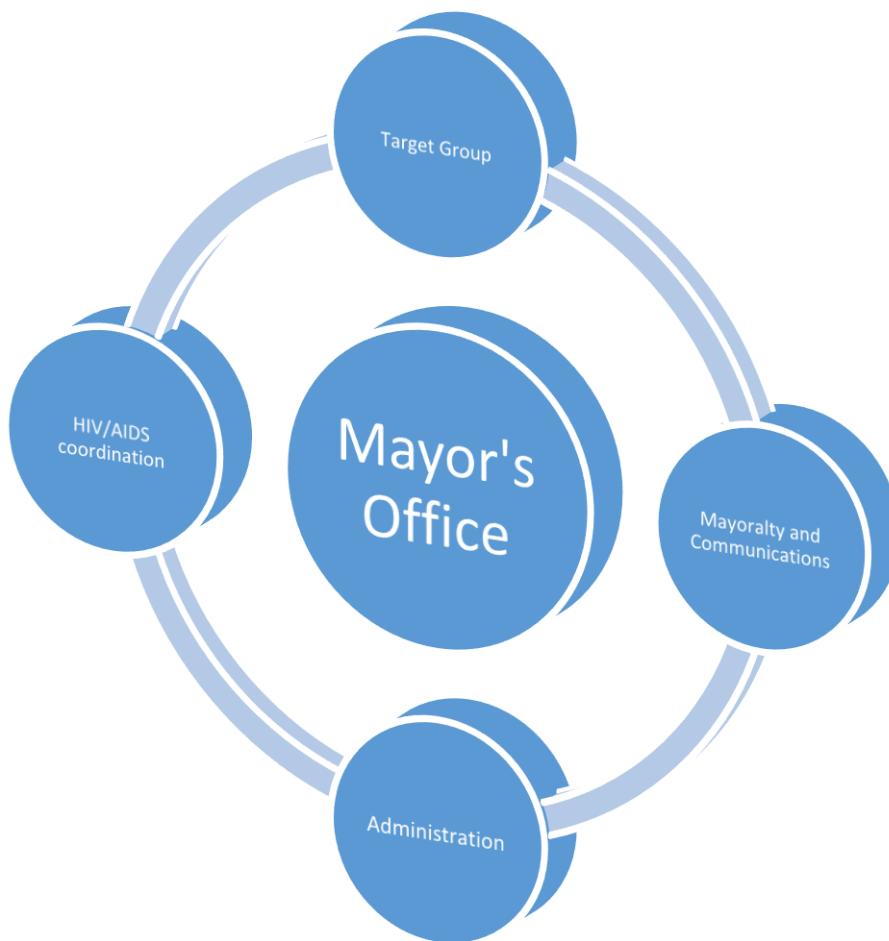 Target Group
HIV/AIDS
coordination
Mayor's
Office
Mayoralty and
Communications
Administration